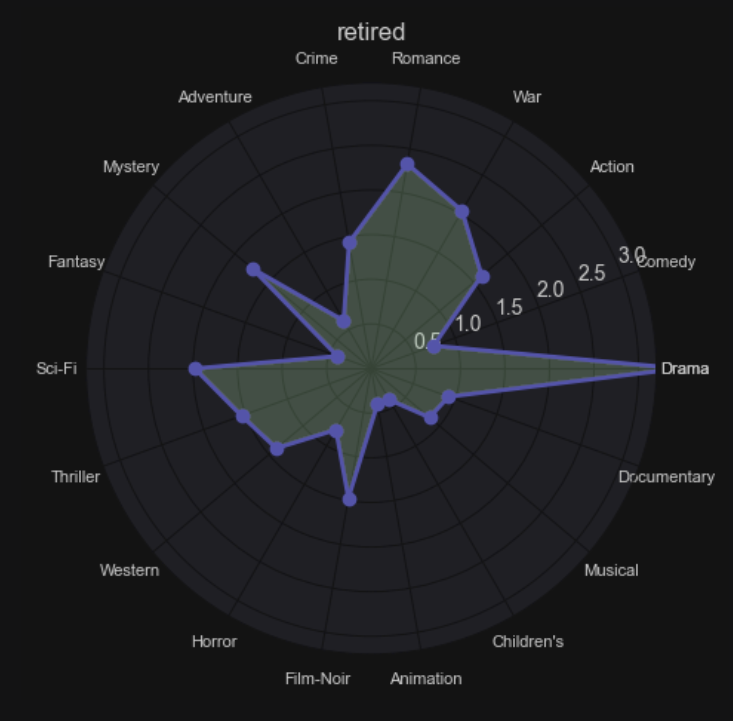 retired
Crime
Romance
Adventure
War
Mystery
Action
Fantasy
3.0
Comedy
2.5
2.0
1.5
1.0
0.5
Sci-Fi
Drama
Thriller
Documentary
Western
Musical
Horror
Children's
Film-Noir
Animation